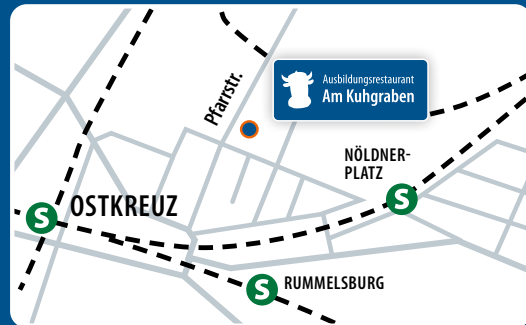 Pfarrstr.
Ausbildungsrestaurant
Am Kuhgraben
NÖLDNER-
PLATZ
S
S
OSTKREUZ
S
RUMMELSBURG